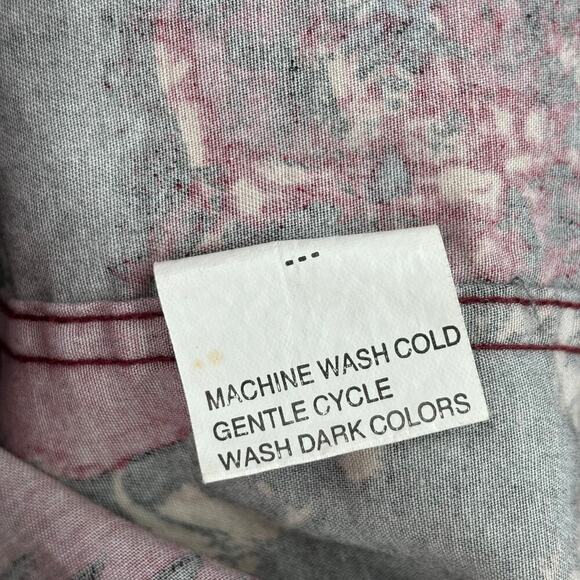 ---
MACHINE WASH COLD
GENTLE CYCLE
WASH DARK COLORS